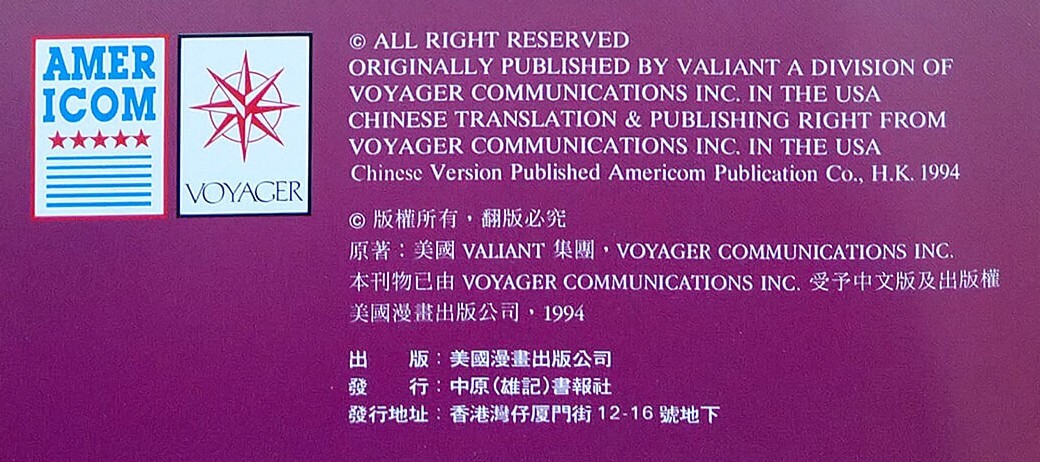 AMER
ICOM
VOYAGER
© ALL RIGHT RESERVED
ORIGINALLY PUBLISHED BY VALIANT A DIVISION OF
VOYAGER COMMUNICATIONS INC. IN THE USA
CHINESE TRANSLATION & PUBLISHING RIGHT FROM
VOYAGER COMMUNICATIONS INC. IN THE USA
Chinese Version Published Americom Publication Co., H.K. 1994
© 版權所有，翻版必究
原著：美國 VALIANT 集團，VOYAGER COMMUNICATIONS INC.
本刊物已由 VOYAGER COMMUNICATIONS INC. 受予中文版及出版權
美國漫畫出版公司，1994
出　　版：美國漫畫出版公司
發　　行：中原(雄記)書報社
發行地址：香港灣仔厦門街 12-16 號地下